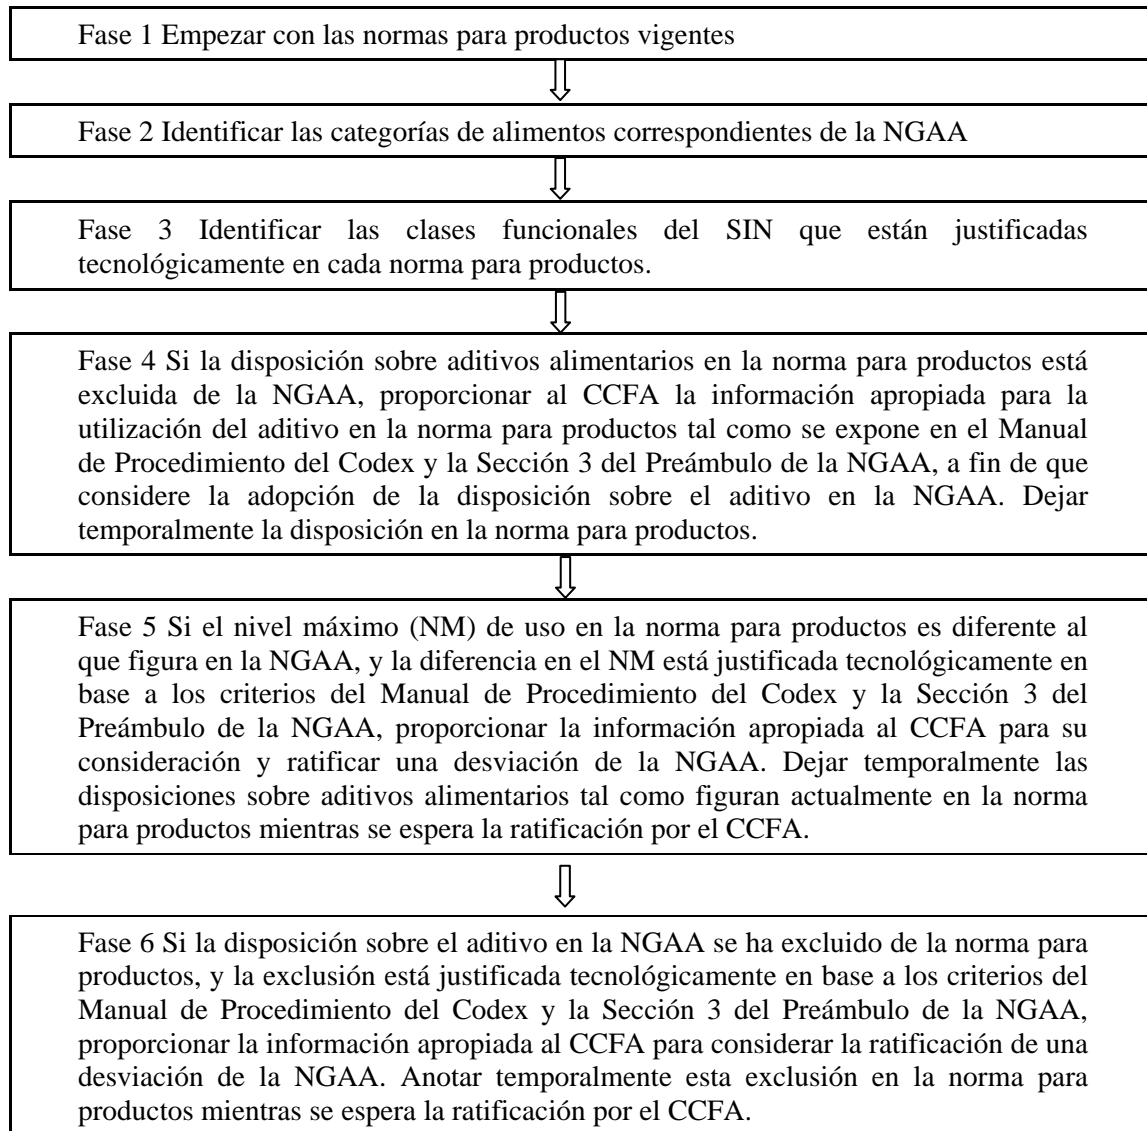 Fase 1 Empezar con las normas para productos vigentes
Fase 2 Identificar las categorías de alimentos correspondientes de la NGAA
Fase 3 Identificar las clases funcionales del SIN que están justificadas
tecnológicamente en cada norma para productos.
Fase 4 Si la disposición sobre aditivos alimentarios en la norma para productos está
excluida de la NGAA, proporcionar al CCFA la información apropiada para la
utilización del aditivo en la norma para productos tal como se expone en el Manual
de Procedimiento del Codex y la Sección 3 del Preámbulo de la NGAA, a fin de que
considere la adopción de la disposición sobre el aditivo en la NGAA. Dejar
temporalmente la disposición en la norma para productos.
Fase 5 Si el nivel máximo (NM) de uso en la norma para productos es diferente al
que figura en la NGAA, y la diferencia en el NM está justificada tecnológicamente en
base a los criterios del Manual de Procedimiento del Codex y la Sección 3 del
Preámbulo de la NGAA, proporcionar la información apropiada al CCFA para su
consideración y ratificar una desviación de la NGAA. Dejar temporalmente las
disposiciones sobre aditivos alimentarios tal como figuran actualmente en la norma
para productos mientras se espera la ratificación por el CCFA.
Fase 6 Si la disposición sobre el aditivo en la NGAA se ha excluido de la norma para
productos, y la exclusión está justificada tecnológicamente en base a los criterios del
Manual de Procedimiento del Codex y la Sección 3 del Preámbulo de la NGAA,
proporcionar la información apropiada al CCFA para considerar la ratificación de una
desviación de la NGAA. Anotar temporalmente esta exclusión en la norma para
productos mientras se espera la ratificación por el CCFA.